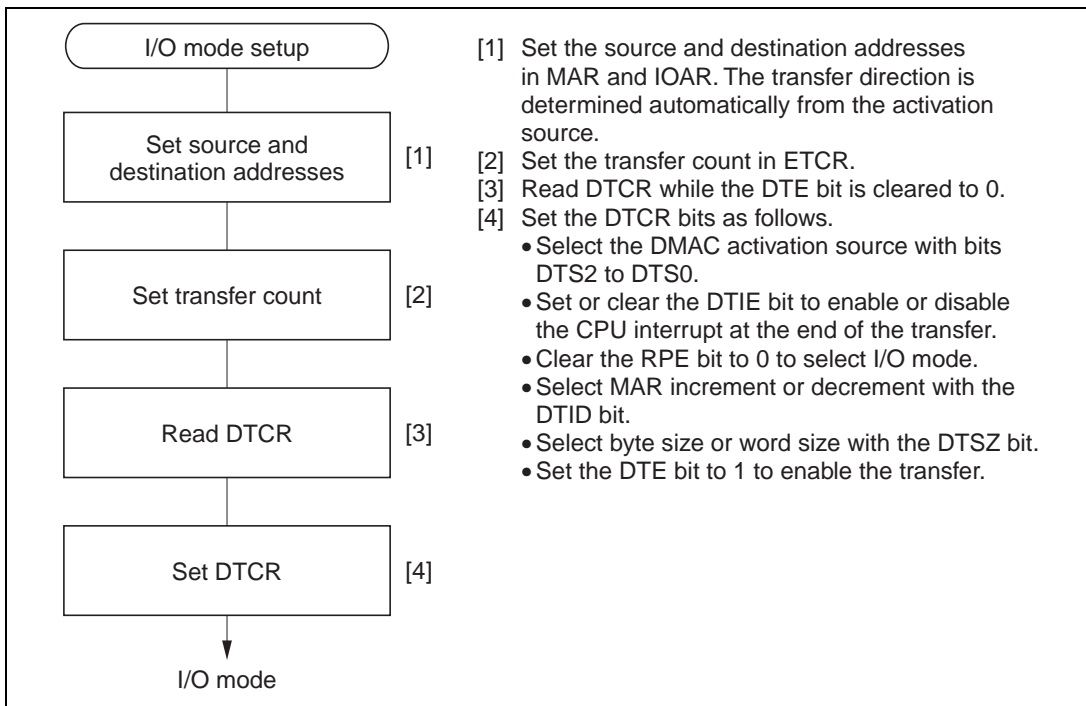 I/O mode setup
Set source and
destination addresses
[1]
Set transfer count
[2]
Read DTCR
[3]
Set DTCR
[4]
I/O mode
[1] Set the source and destination addresses
in MAR and IOAR. The transfer direction is
determined automatically from the activation
source.
[2] Set the transfer count in ETCR.
[3] Read DTCR while the DTE bit is cleared to 0.
[4] Set the DTCR bits as follows.
• Select the DMAC activation source with bits
DTS2 to DTS0.
• Set or clear the DTIE bit to enable or disable
the CPU interrupt at the end of the transfer.
• Clear the RPE bit to 0 to select I/O mode.
• Select MAR increment or decrement with the
DTID bit.
• Select byte size or word size with the DTSZ bit.
• Set the DTE bit to 1 to enable the transfer.